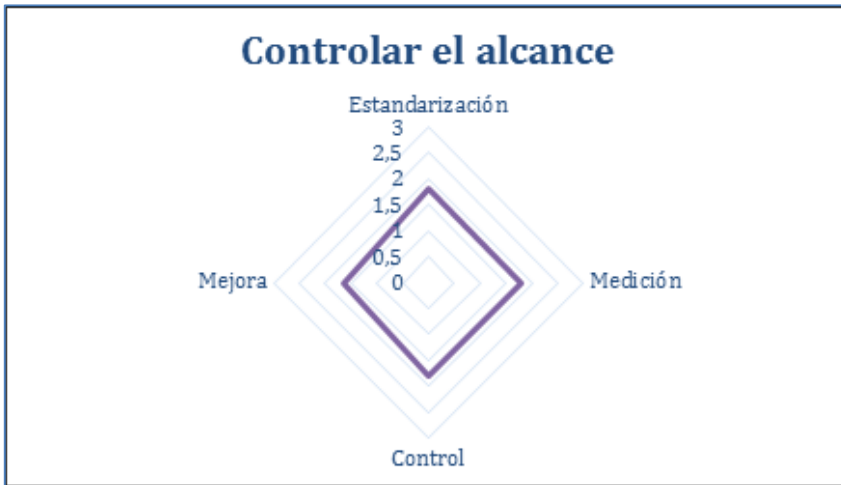 Controlar el alcance
Estandarización
3
2,5
2
1,5
1
0,5
0
Mejora
Medición
Control